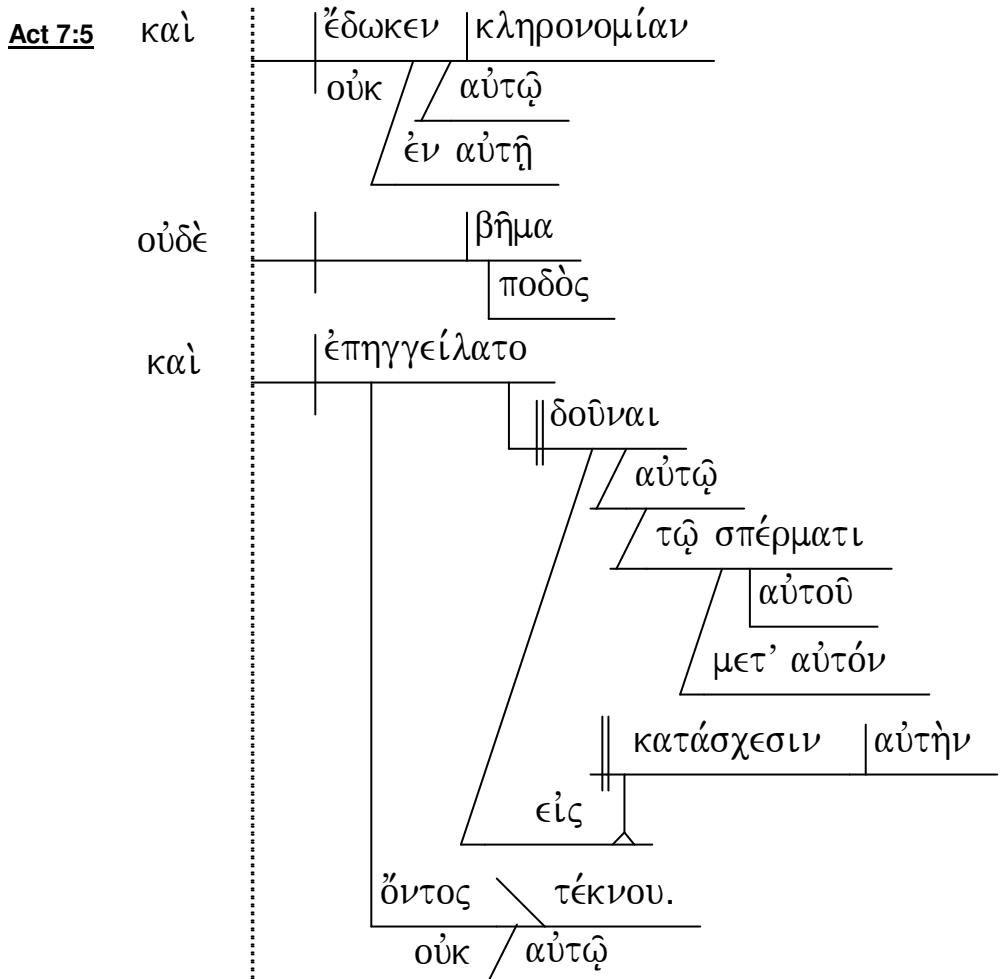 Act 7:5 καὶ ἔδωκεν κληρονομίαν
οὐκ αὐτῷ
ἐν αὐτῇ
οὐδὲ βῆμα
ποδὸς
καὶ ἐπηγγείλατο
δοῦναι
αὐτῷ
τῷ σπέρματι
αὐτοῦ
μετ’ αὐτόν
κατάσχεσιν αὐτὴν
εἰς
ὄντος τέκνου.
οὐκ αὐτῷ